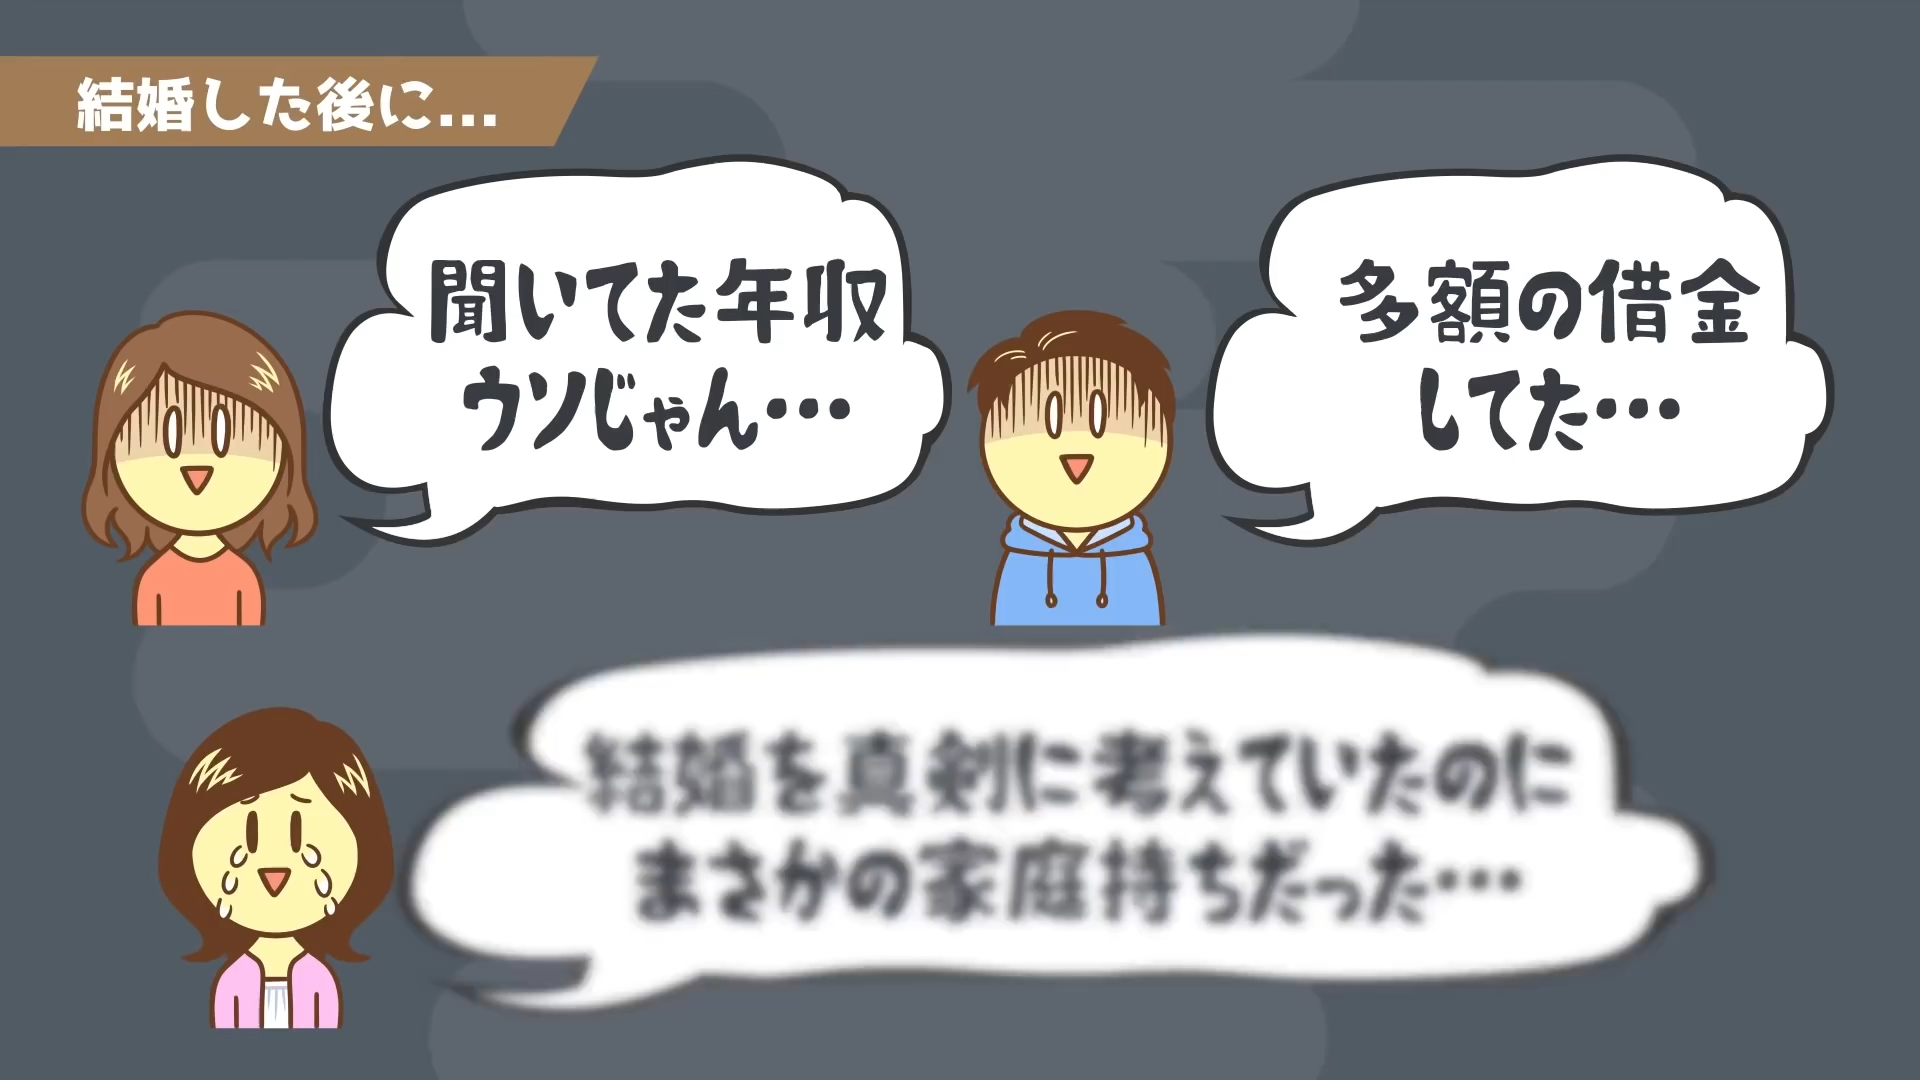 結婚した後に...
聞いてた年収
ウソじゃん…
多額の借金
してた…
結婚を真剣に考えていたのに
まさかの家庭持ちだった…